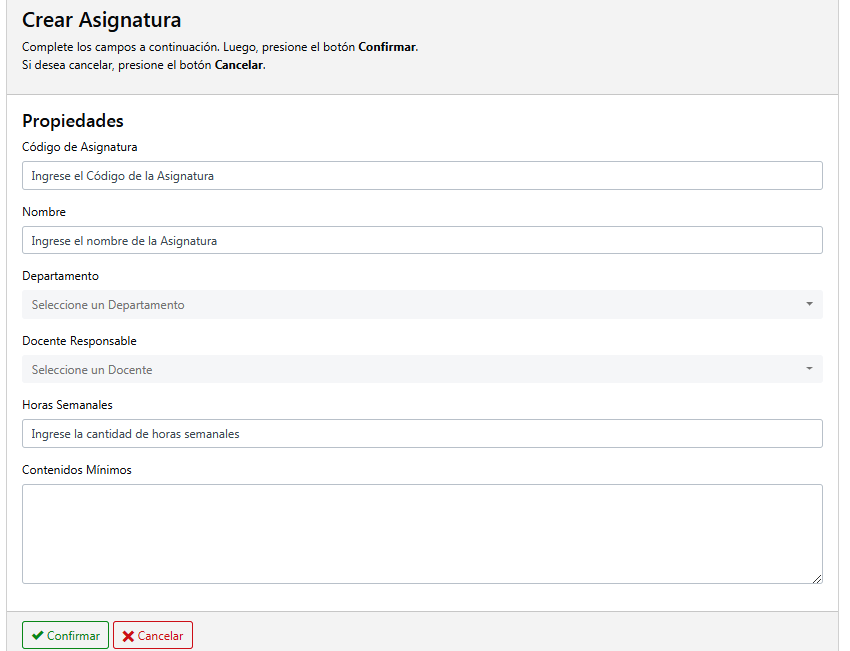 Crear Asignatura
Complete los campos a continuación. Luego, presione el botón Confirmar.
Si desea cancelar, presione el botón Cancelar.
Propiedades
Código de Asignatura
Ingrese el Código de la Asignatura
Nombre
Ingrese el nombre de la Asignatura
Departamento
Seleccione un Departamento
Docente Responsable
Seleccione un Docente
Horas Semanales
Ingrese la cantidad de horas semanales
Contenidos Mínimos
Confirmar Cancelar